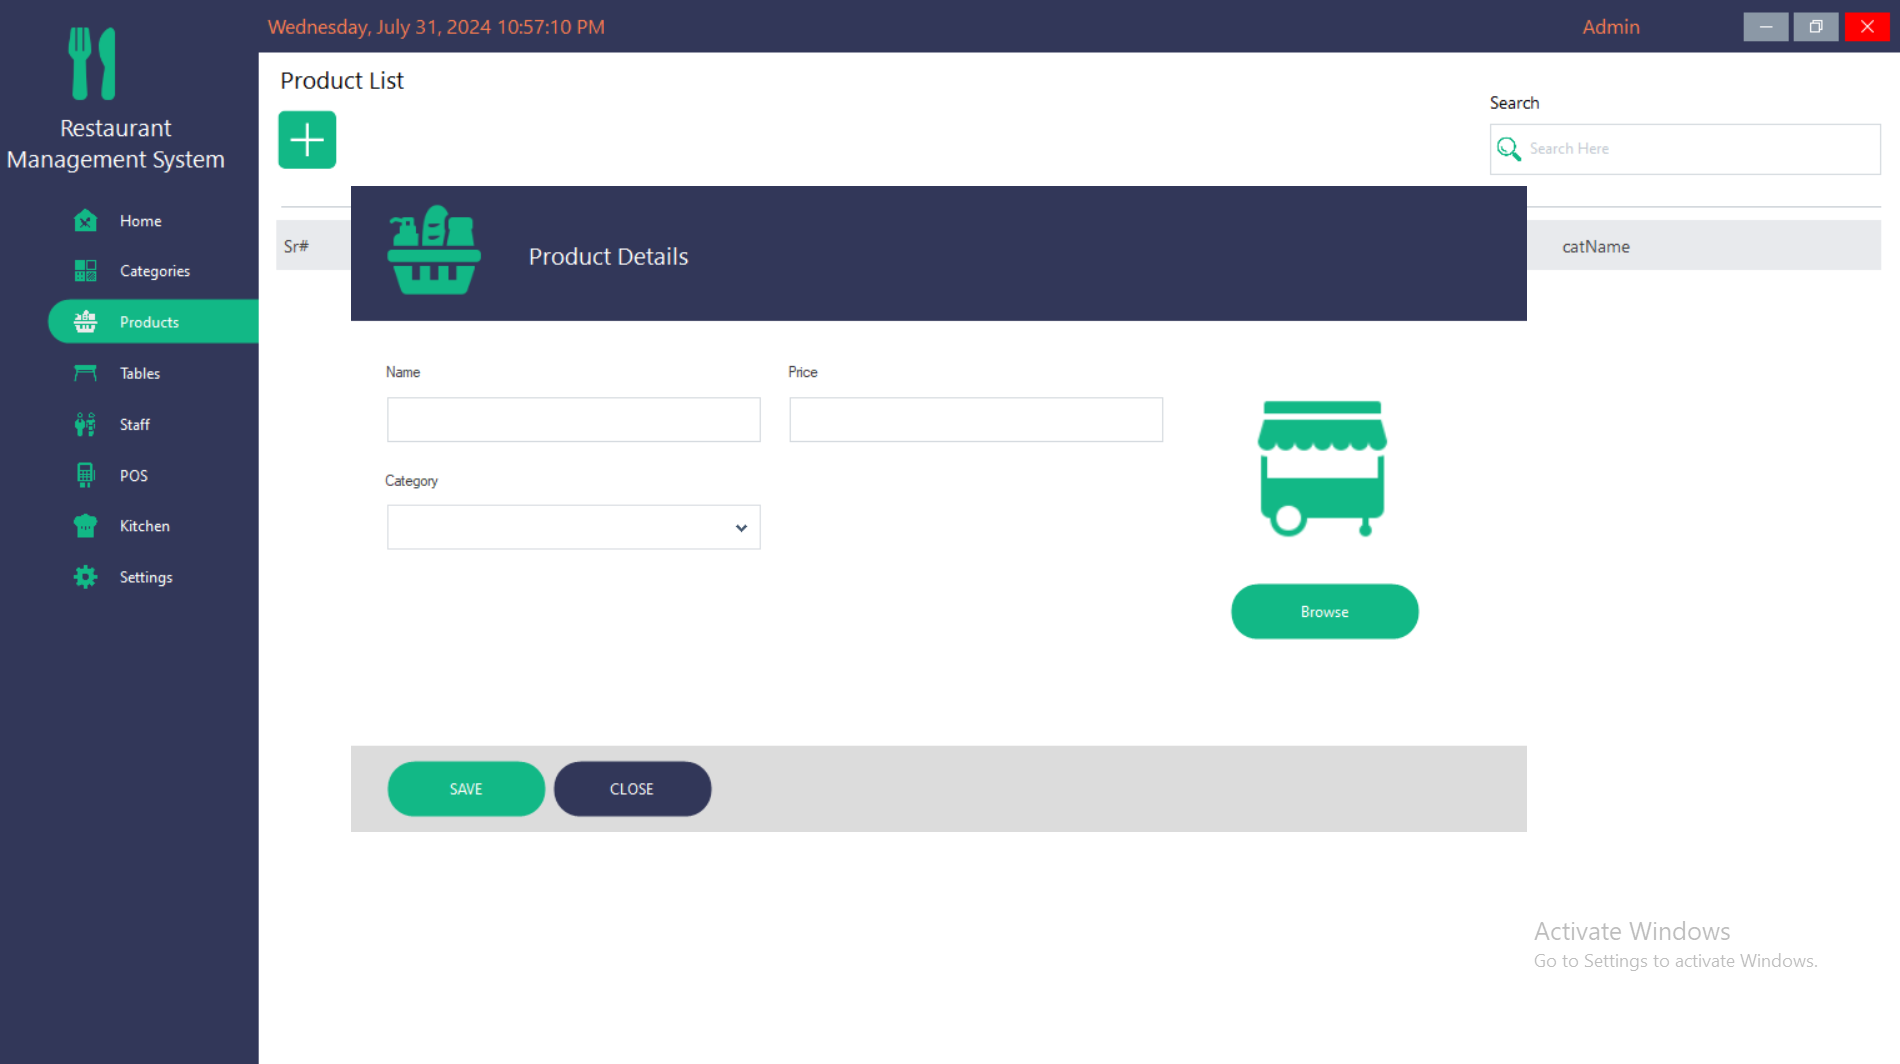 Wednesday, July 31, 2024 10:57:10 PM
Admin
Restaurant
Management System
Home
Categories
Products
Tables
Staff
POS
Kitchen
Settings
Product List
Search
Search Here
Sr#
catName
Product Details
Name
Price
Category
Browse
SAVE
CLOSE
Activate Windows
Go to Settings to activate Windows.